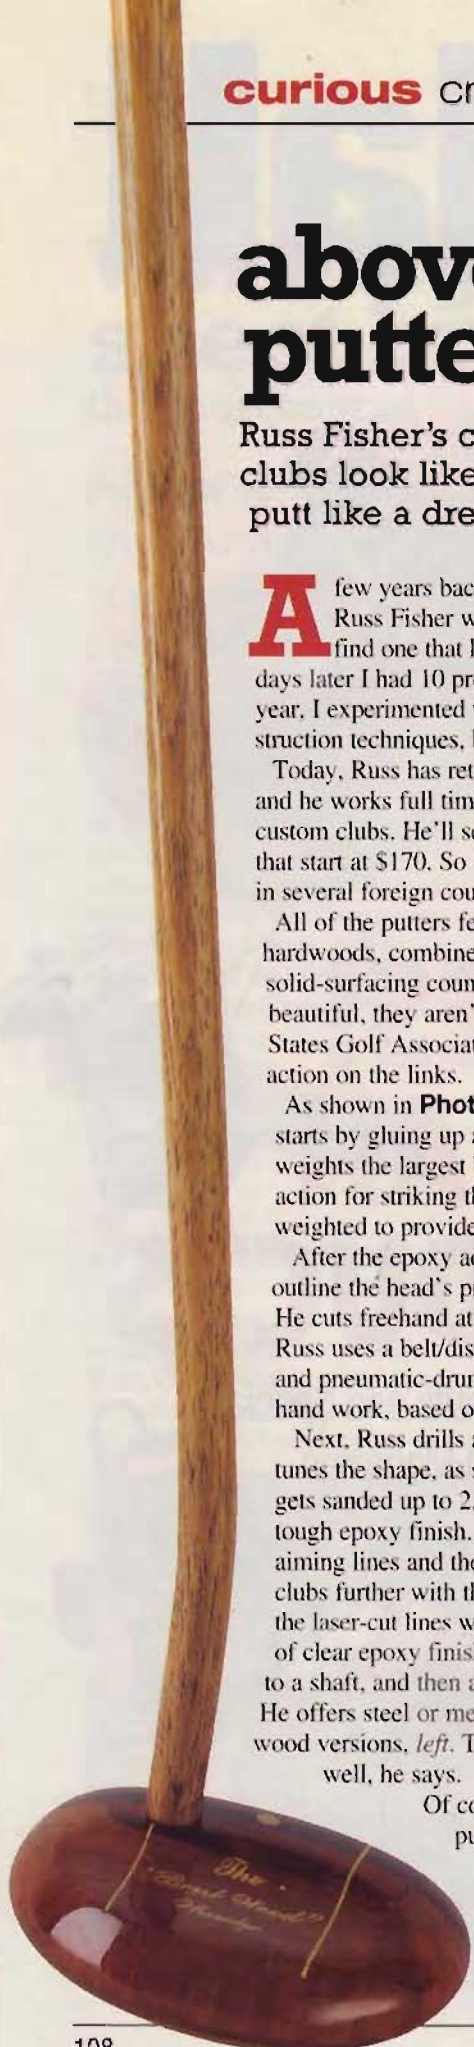 curious cr
above
putte
Russ Fisher's c
clubs look like
putt like a dre
A few years bac
Russ Fisher w
find one that l
days later I had 10 pr
year, I experimented
struction techniques,
Today, Russ has ret
and he works full tim
custom clubs. He'll s
that start at $170. So
in several foreign cou
All of the putters fe
hardwoods, combine
solid-surfacing coun
beautiful, they aren'
States Golf Associat
action on the links.
As shown in Phot
starts by gluing up
weights the largest
action for striking th
weighted to provide
After the epoxy a
outline the head's p
He cuts freehand at
Russ uses a belt/dis
and pneumatic-drum
hand work, based o
Next, Russ drills a
tunes the shape, as
gets sanded up to 2,
tough epoxy finish.
aiming lines and the
clubs further with th
the laser-cut lines w
of clear epoxy finis
to a shaft, and then a
He offers steel or me
wood versions, left. T
well, he says.
Of co
pu
The
108